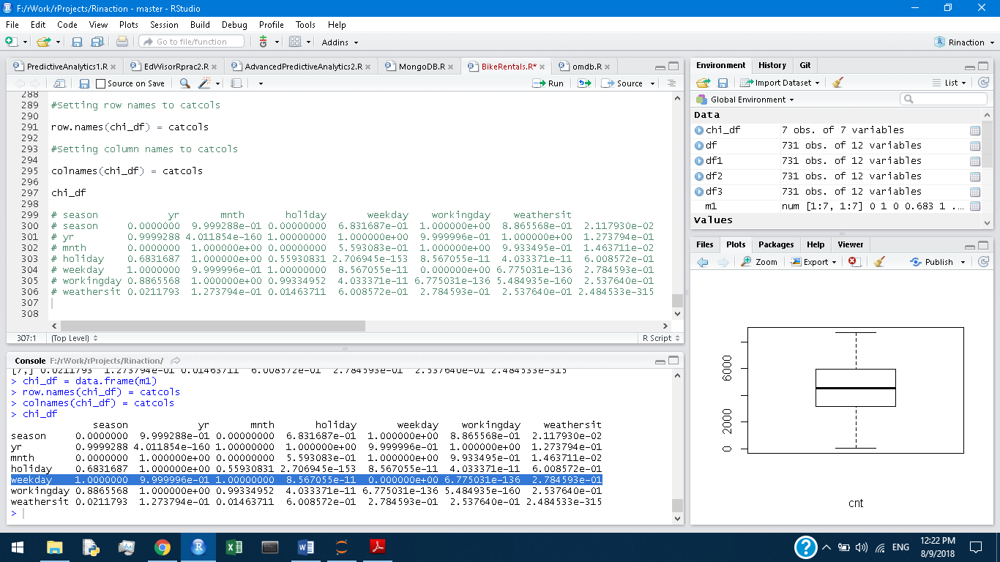 F:/rWork/rProjects/Rinaction - master - RStudio
File Edit Code View Plots Session Build Debug Profile Tools Help
Go to file/function Addins Rinaction
PredictiveAnalytics1.R EdWisorRprac2.R AdvancedPredictiveAnalytics2.R MongoDB.R BikeRentals.R* omdb.R
Source on Save Run Source
288
289 #Setting row names to catcols
290
291 row.names(chi_df) = catcols
292
293 #Setting column names to catcols
294
295 colnames(chi_df) = catcols
296
297 chi_df
298
299 # season yr mnth holiday weekday workingday weathersit
300 # season 0.0000000 9.999288e-01 0.00000000 6.831687e-01 1.000000e+00 8.865568e-01 2.117930e-02
301 # yr 0.9999288 4.011854e-160 1.00000000 1.000000e+00 9.999996e-01 1.000000e+00 1.273794e-01
302 # mnth 0.0000000 1.000000e+00 0.00000000 5.593083e-01 1.000000e+00 9.933495e-01 1.463711e-02
303 # holiday 0.6831687 1.000000e+00 0.55930831 2.706945e-153 8.567055e-11 4.033371e-11 6.008572e-01
304 # weekday 1.0000000 9.999996e-01 1.00000000 8.567055e-11 0.000000e+00 6.775031e-136 2.784593e-01
305 # workingday 0.8865568 1.000000e+00 0.99334952 4.033371e-11 6.775031e-136 5.484935e-160 2.537640e-01
306 # weathersit 0.0211793 1.273794e-01 0.01463711 6.008572e-01 2.784593e-01 2.537640e-01 2.484533e-315
307
308
307:1 (Top Level) R Script
Console F:/rWork/rProjects/Rinaction/
[7,] 0.0211793 1.273794e-01 0.01463711 6.008572e-01 2.784593e-01 2.537640e-01 2.484533e-315
> chi_df = data.frame(m1)
> row.names(chi_df) = catcols
> colnames(chi_df) = catcols
> chi_df
season yr mnth holiday weekday workingday weathersit
season 0.0000000 9.999288e-01 0.00000000 6.831687e-01 1.000000e+00 8.865568e-01 2.117930e-02
yr 0.9999288 4.011854e-160 1.00000000 1.000000e+00 9.999996e-01 1.000000e+00 1.273794e-01
mnth 0.0000000 1.000000e+00 0.00000000 5.593083e-01 1.000000e+00 9.933495e-01 1.463711e-02
holiday 0.6831687 1.000000e+00 0.55930831 2.706945e-153 8.567055e-11 4.033371e-11 6.008572e-01
weekday 1.0000000 9.999996e-01 1.00000000 8.567055e-11 0.000000e+00 6.775031e-136 2.784593e-01
workingday 0.8865568 1.000000e+00 0.99334952 4.033371e-11 6.775031e-136 5.484935e-160 2.537640e-01
weathersit 0.0211793 1.273794e-01 0.01463711 6.008572e-01 2.784593e-01 2.537640e-01 2.484533e-315
>
Environment History Git
Import Dataset List
Global Environment
Data
chi_df 7 obs. of 7 variables
df 731 obs. of 12 variables
df1 731 obs. of 12 variables
df2 731 obs. of 12 variables
df3 731 obs. of 12 variables
m1 num [1:7, 1:7] 0 1 0 0.683 1 ...
Values
Files Plots Packages Help Viewer
Zoom Export Publish
6000
2000
0
cnt
ENG
12:22 PM
8/9/2018